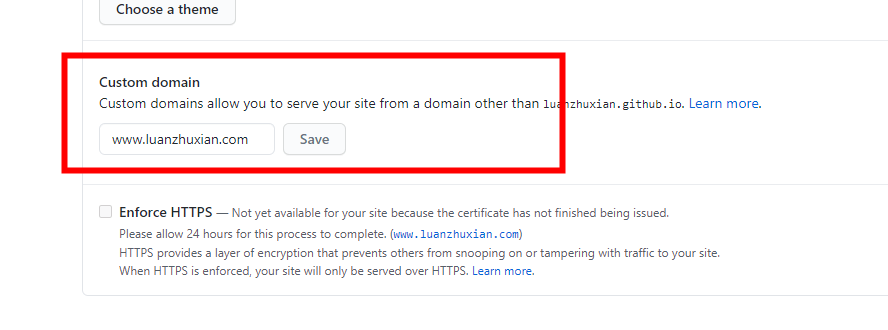 Choose a theme
Custom domain
Custom domains allow you to serve your site from a domain other than luanzhuxian.github.io. Learn more.
www.luanzhuxian.com Save
Enforce HTTPS — Not yet available for your site because the certificate has not finished being issued.
Please allow 24 hours for this process to complete. (www.luanzhuxian.com)
HTTPS provides a layer of encryption that prevents others from snooping on or tampering with traffic to your site.
When HTTPS is enforced, your site will only be served over HTTPS. Learn more.